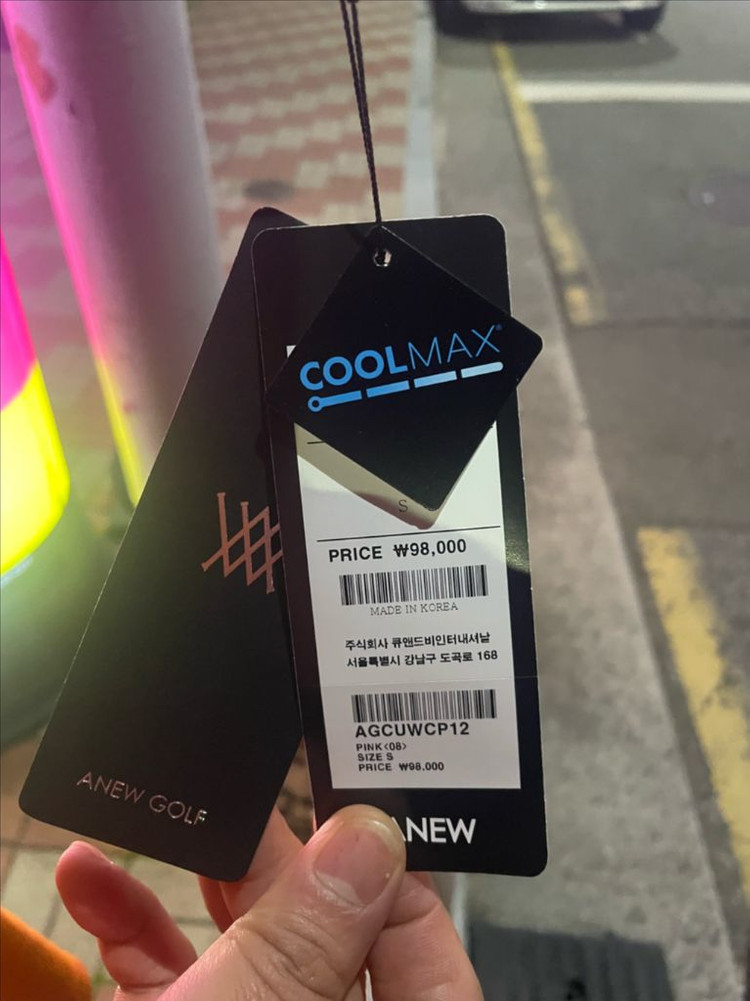 COOLMAX®
S
PRICE ₩98,000
MADE IN KOREA
주식회사 큐앤드비인터내셔날
서울특별시 강남구 도곡로 168
AGCUWCP12
PINK<08>
SIZE S
PRICE ₩98,000
ANEW
ANEW GOLF